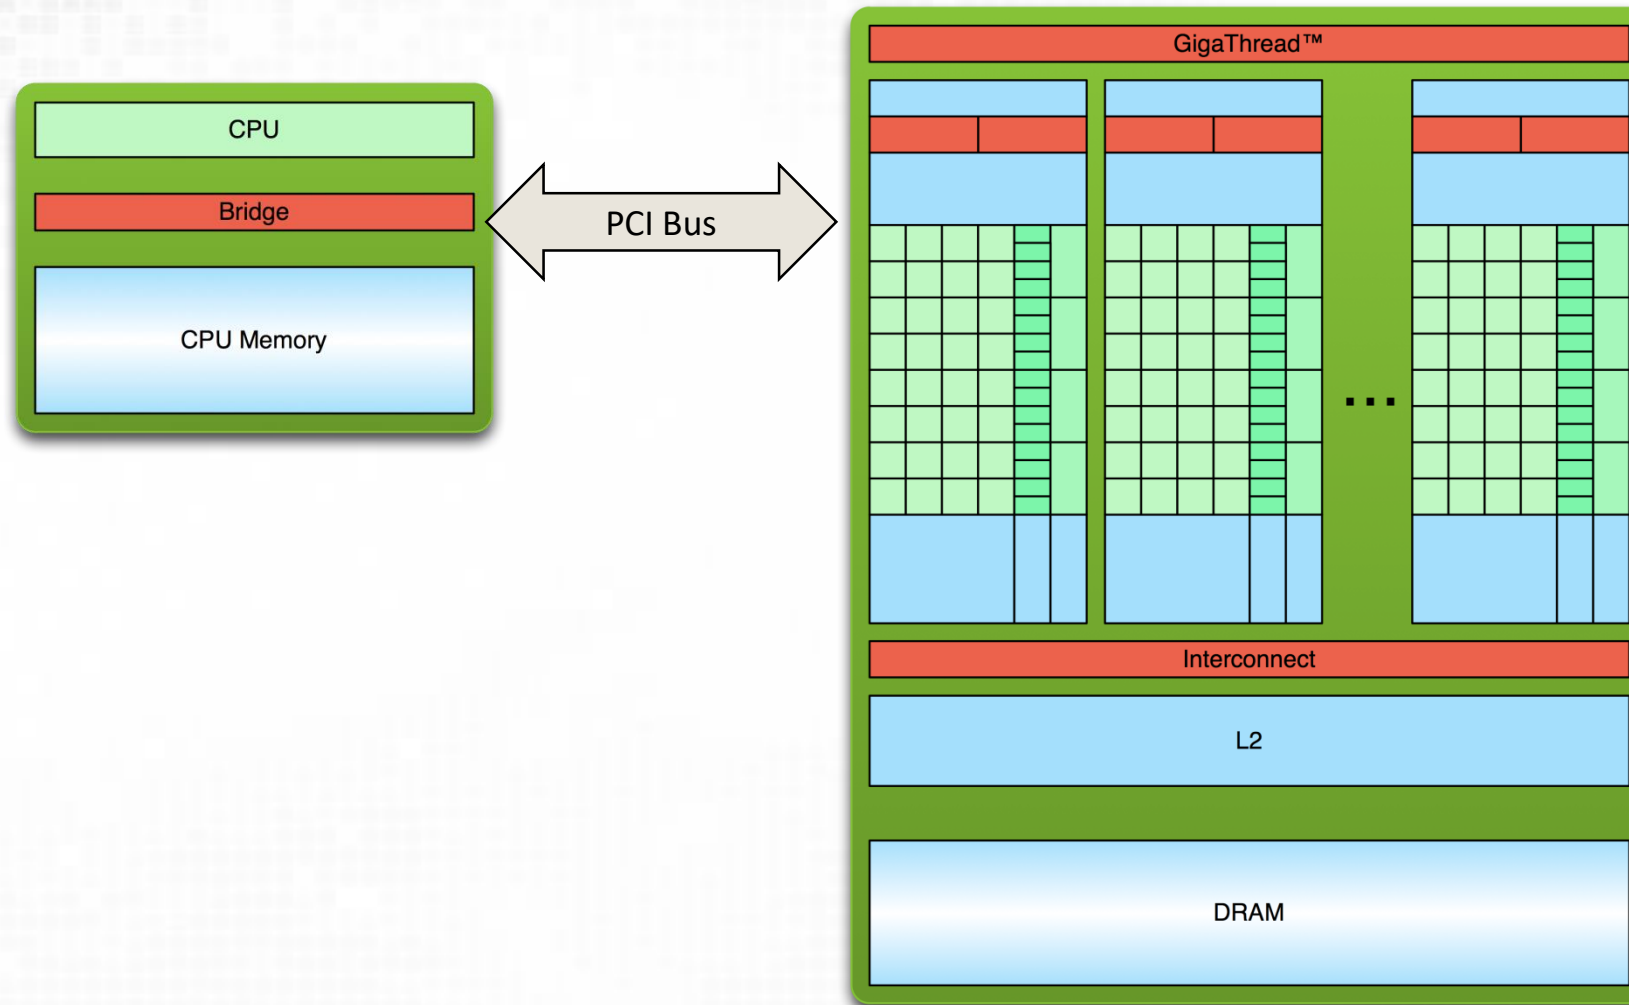 CPU
Bridge
CPU Memory
PCI Bus
GigaThread™
...
Interconnect
L2
DRAM